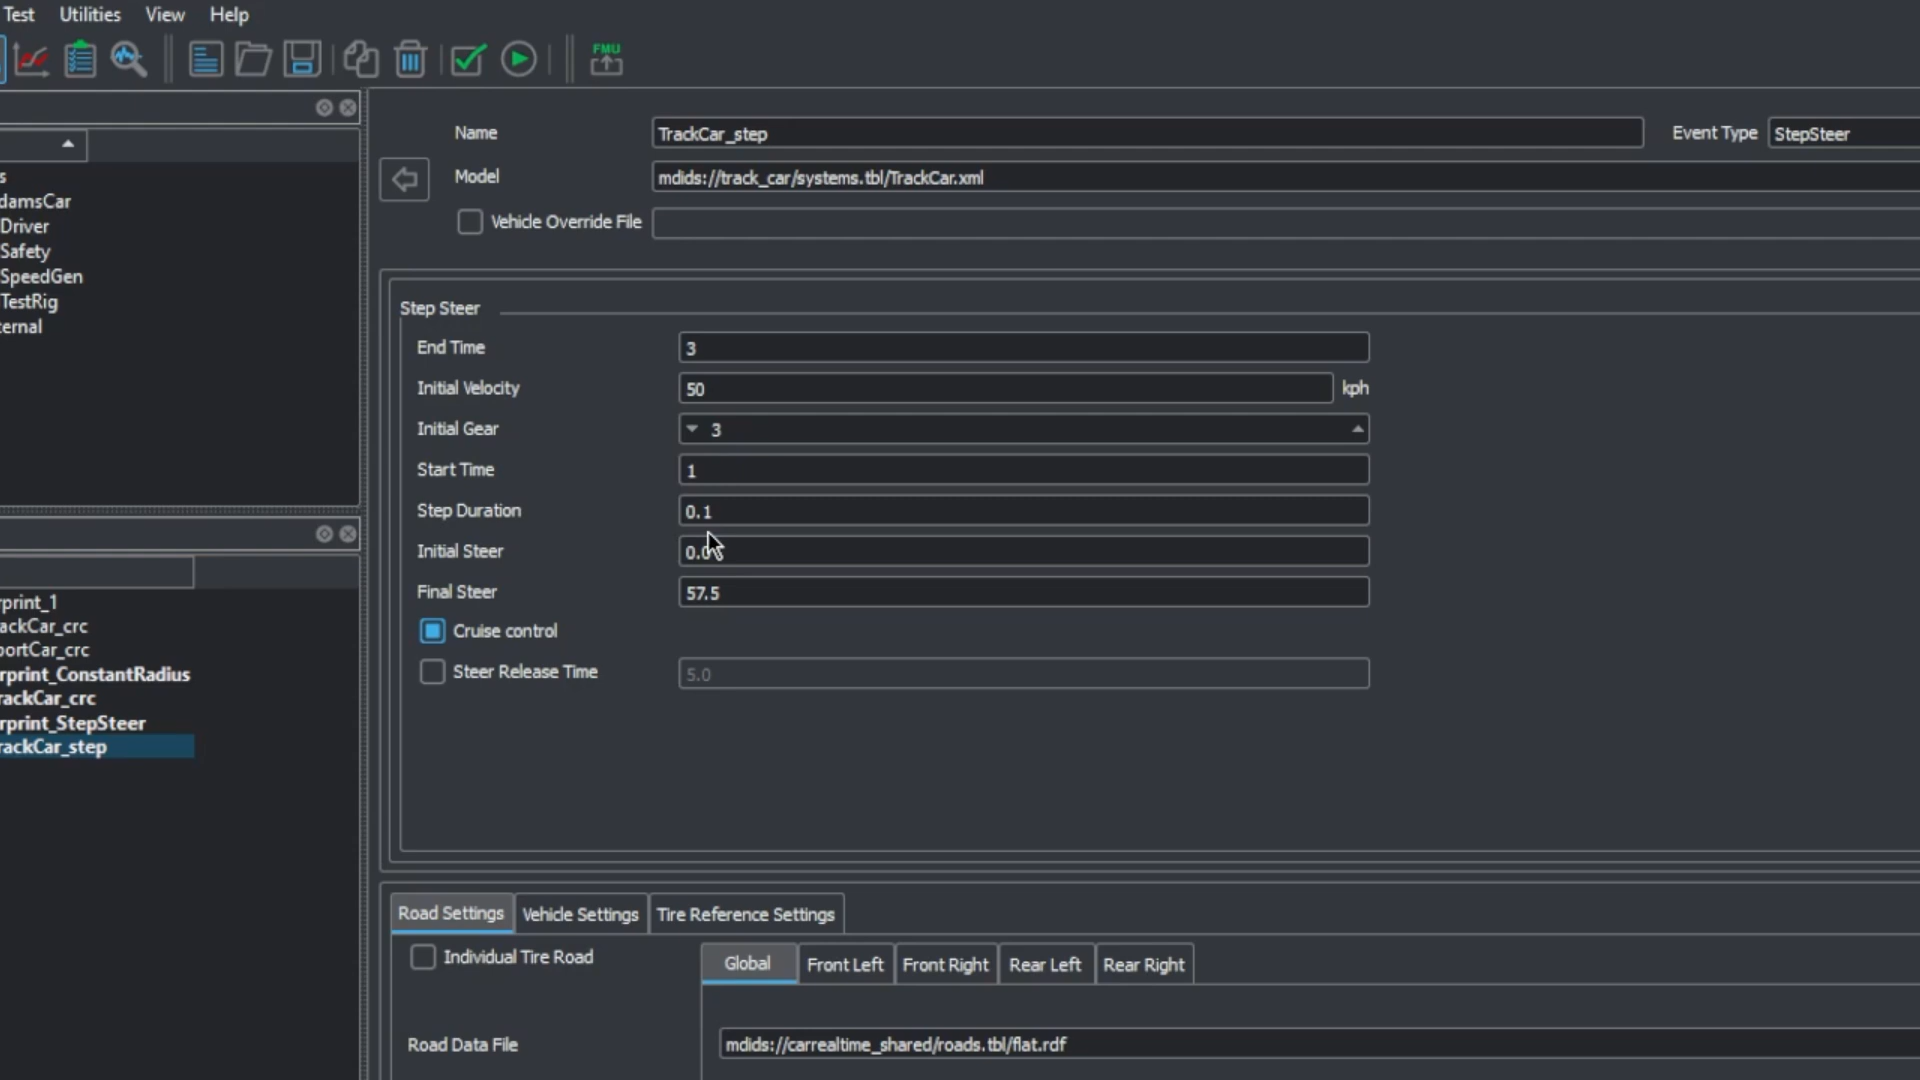 Test Utilities View Help
FMU
Name TrackCar_step Event Type StepSteer
Model mdids://track_car/systems.tbl/TrackCar.xml
Vehicle Override File
s
damsCar
Driver
Safety
SpeedGen
TestRig
ternal
Step Steer
End Time 3
Initial Velocity 50 kph
Initial Gear 3
Start Time 1
Step Duration 0.1
Initial Steer 0.0
Final Steer 57.5
Cruise control
Steer Release Time 5.0
rprint_1
ackCar_crc
portCar_crc
rprint_ConstantRadius
rackCar_crc
rprint_StepSteer
rackCar_step
Road Settings Vehicle Settings Tire Reference Settings
Individual Tire Road Global Front Left Front Right Rear Left Rear Right
Road Data File mdids://carrealtime_shared/roads.tbl/flat.rdf